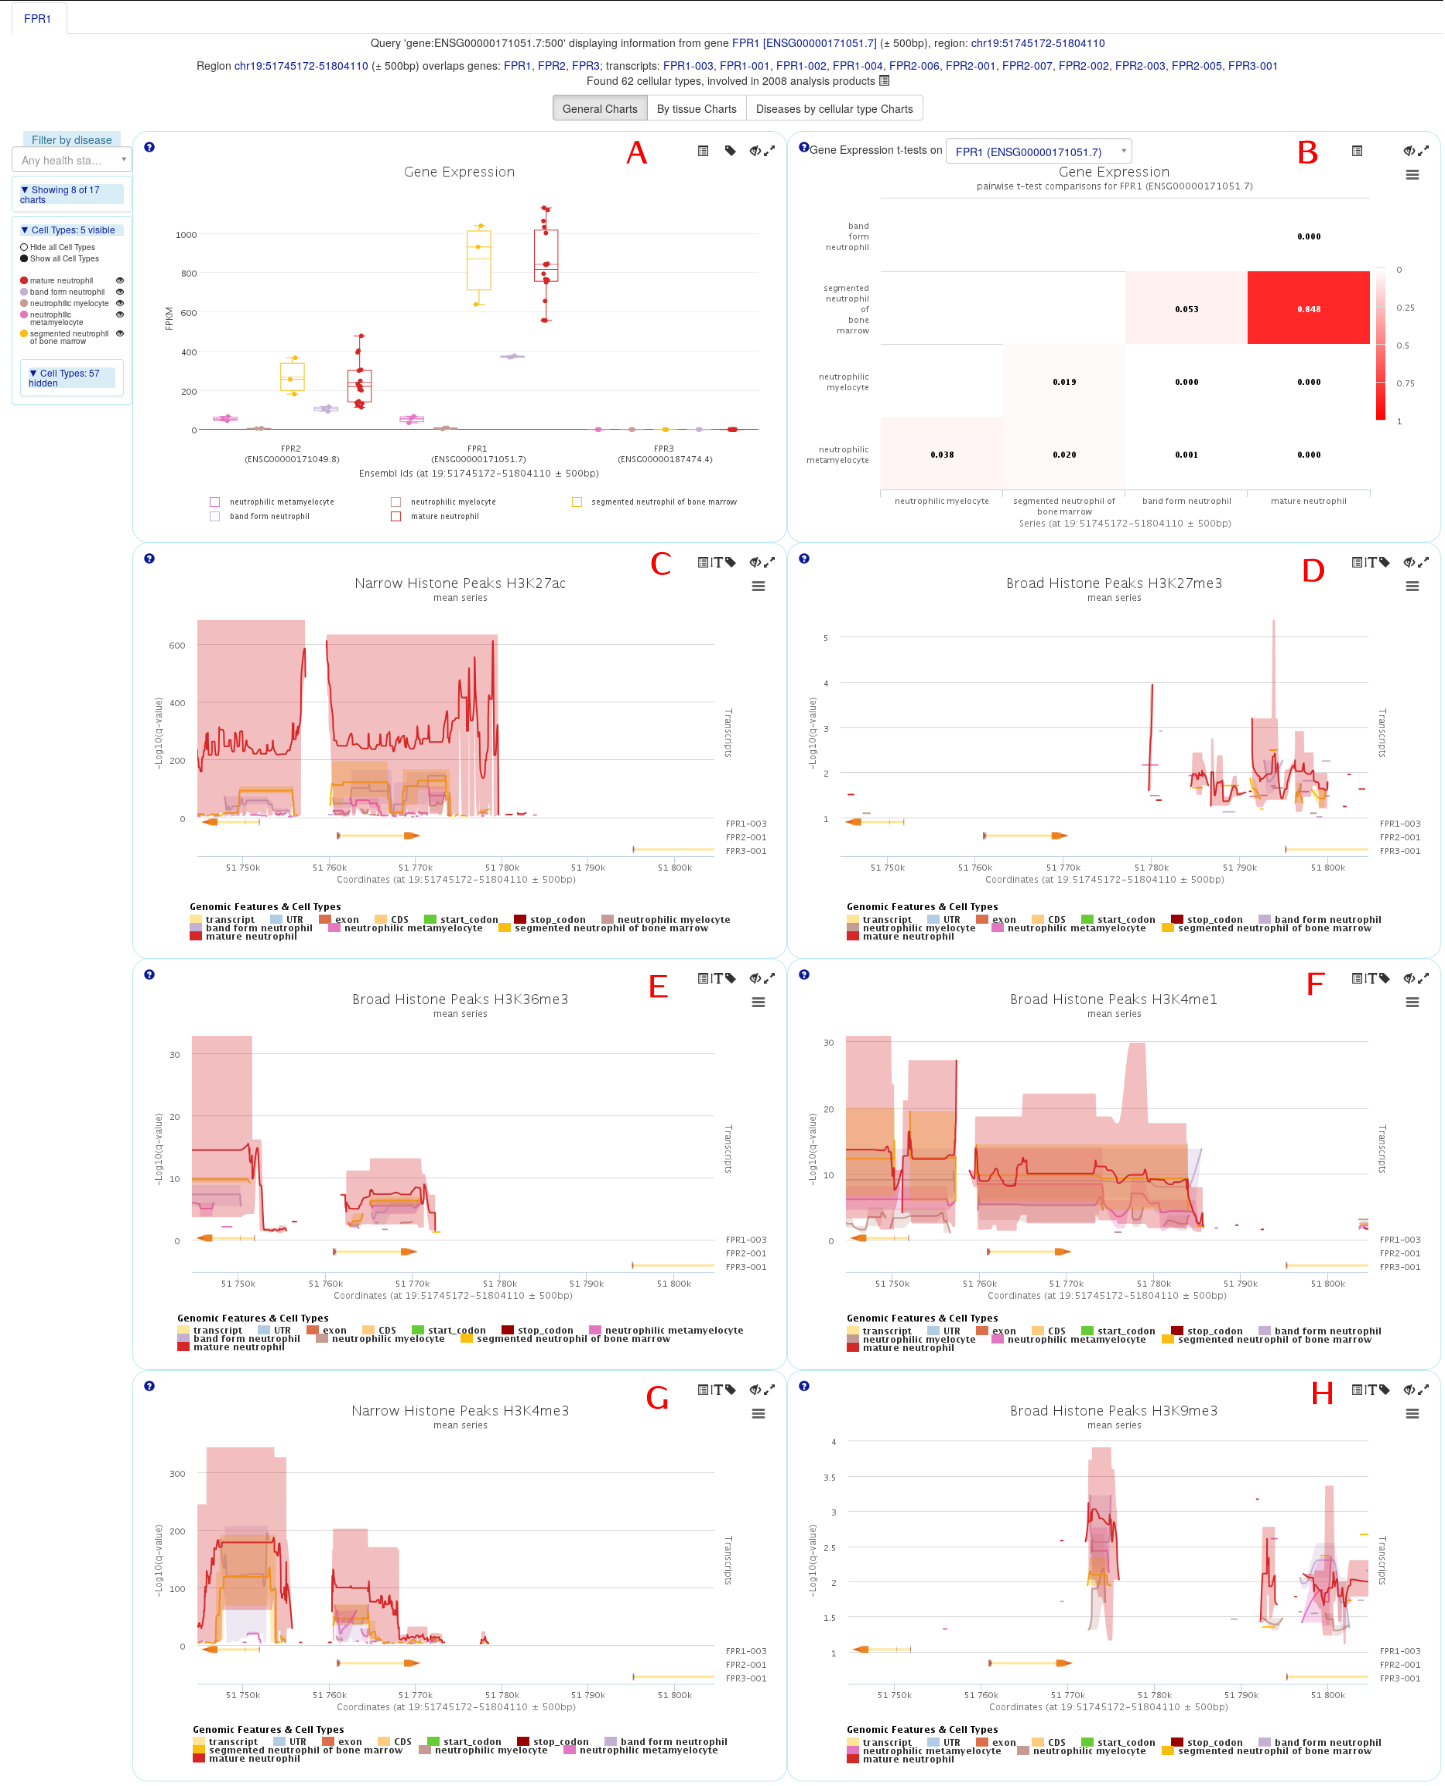 FPR1
Query 'gene:ENSG00000171051.7:500' displaying information from gene FPR1 [ENSG00000171051.7] (± 500bp), region: chr19:51745172-51804110
Region chr19:51745172-51804110 (± 500bp) overlaps genes: FPR1, FPR2, FPR3; transcripts: FPR1-003, FPR1-001, FPR1-002, FPR1-004, FPR2-006, FPR2-001, FPR2-007, FPR2-002, FPR2-003, FPR2-005, FPR3-001
Found 62 cellular types, involved in 2008 analysis products
General Charts By tissue Charts Diseases by cellular type Charts
Filter by disease
Any health sta...
▼ Showing 8 of 17
charts
▼ Cell Types: 5 visible
Hide all Cell Types
Show all Cell Types
mature neutrophil
band form neutrophil
neutrophilic myelocyte
neutrophilic
metamyelocyte
segmented neutrophil
of bone marrow
▼ Cell Types: 57
hidden
A
Gene Expression
FPKM
1000
800
600
400
200
0
FPR2 FPR1 FPR3
(ENSG00000171049.8) (ENSG00000171051.7) (ENSG00000187474.4)
Ensembl Ids (at 19:51745172-51804110 ± 500bp)
neutrophilic metamyelocyte neutrophilic myelocyte segmented neutrophil of bone marrow
band form neutrophil mature neutrophil
Gene Expression t-tests on FPR1 (ENSG00000171051.7)
B
Gene Expression
pairwise t-test comparisons for FPR1 (ENSG00000171051.7)
band
form
neutrophil
0.000
segmented
neutrophil
of
bone
marrow
0.053 0.848
neutrophilic
myelocyte
0.019 0.000 0.000
neutrophilic
metamyelocyte
0.038 0.020 0.001 0.000
0
0.25
0.5
0.75
1
neutrophilic myelocyte segmented neutrophil of band form neutrophil mature neutrophil
bone marrow
Series (at 19:51745172-51804110 ± 500bp)
C
Narrow Histone Peaks H3K27ac
mean series
-Log10(q-value)
600
400
200
0
Transcripts
FPR1-003
FPR2-001
FPR3-001
51 750k 51 760k 51 770k 51 780k 51 790k 51 800k
Coordinates (at 19:51745172-51804110 ± 500bp)
Genomic Features & Cell Types
transcript UTR exon CDS start_codon stop_codon neutrophilic myelocyte
band form neutrophil neutrophilic metamyelocyte segmented neutrophil of bone marrow
mature neutrophil
D
Broad Histone Peaks H3K27me3
mean series
-Log10(q-value)
5
4
3
2
1
Transcripts
FPR1-003
FPR2-001
FPR3-001
51 750k 51 760k 51 770k 51 780k 51 790k 51 800k
Coordinates (at 19:51745172-51804110 ± 500bp)
Genomic Features & Cell Types
transcript UTR exon CDS start_codon stop_codon band form neutrophil
neutrophilic myelocyte neutrophilic metamyelocyte segmented neutrophil of bone marrow
mature neutrophil
E
Broad Histone Peaks H3K36me3
mean series
-Log10(q-value)
30
20
10
0
Transcripts
FPR1-003
FPR2-001
FPR3-001
51 750k 51 760k 51 770k 51 780k 51 790k 51 800k
Coordinates (at 19:51745172-51804110 ± 500bp)
Genomic Features & Cell Types
transcript UTR exon CDS start_codon stop_codon neutrophilic metamyelocyte
band form neutrophil neutrophilic myelocyte segmented neutrophil of bone marrow
mature neutrophil
F
Broad Histone Peaks H3K4me1
mean series
-Log10(q-value)
30
20
10
0
Transcripts
FPR1-003
FPR2-001
FPR3-001
51 750k 51 760k 51 770k 51 780k 51 790k 51 800k
Coordinates (at 19:51745172-51804110 ± 500bp)
Genomic Features & Cell Types
transcript UTR exon CDS start_codon stop_codon band form neutrophil
neutrophilic myelocyte neutrophilic metamyelocyte segmented neutrophil of bone marrow
mature neutrophil
G
Narrow Histone Peaks H3K4me3
mean series
-Log10(q-value)
300
200
100
0
Transcripts
FPR1-003
FPR2-001
FPR3-001
51 750k 51 760k 51 770k 51 780k 51 790k 51 800k
Coordinates (at 19:51745172-51804110 ± 500bp)
Genomic Features & Cell Types
transcript UTR exon CDS start_codon stop_codon band form neutrophil
segmented neutrophil of bone marrow neutrophilic myelocyte neutrophilic metamyelocyte
mature neutrophil
H
Broad Histone Peaks H3K9me3
mean series
-Log10(q-value)
4
3.5
3
2.5
2
1.5
1
Transcripts
FPR1-003
FPR2-001
FPR3-001
51 750k 51 760k 51 770k 51 780k 51 790k 51 800k
Coordinates (at 19:51745172-51804110 ± 500bp)
Genomic Features & Cell Types
transcript UTR exon CDS start_codon stop_codon band form neutrophil
neutrophilic metamyelocyte neutrophilic myelocyte segmented neutrophil of bone marrow
mature neutrophil